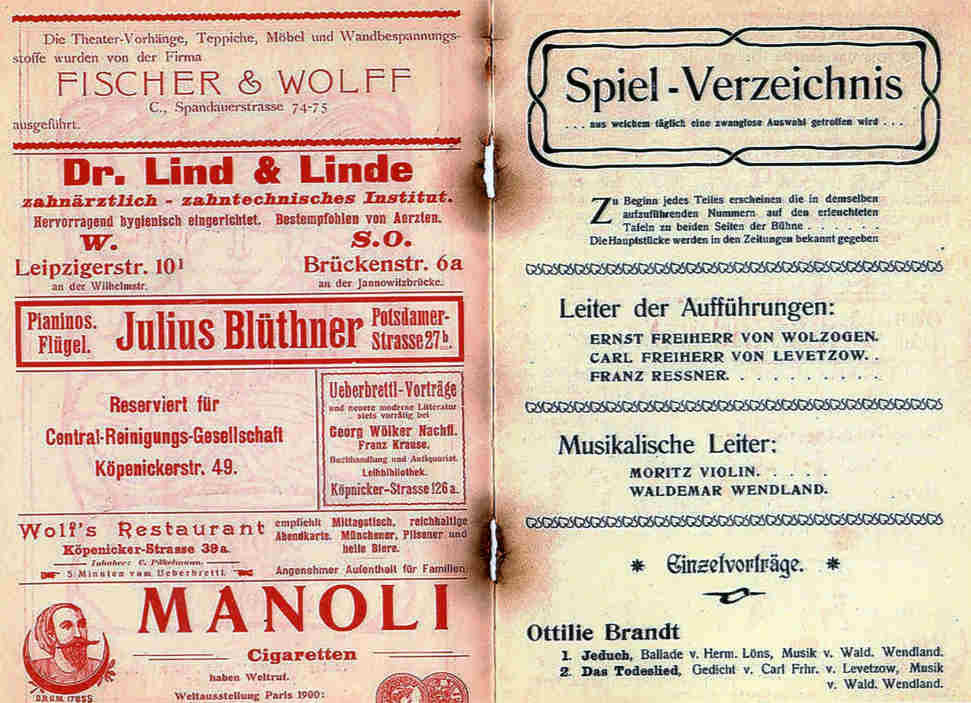 Die Theater-Vorhänge, Teppiche, Möbel und Wandbespannungs-
stoffe wurden von der Firma
FISCHER & WOLFF
C., Spandauerstrasse 74-75
ausgeführt.
Dr. Lind & Linde
zahnärztlich - zahntechnisches Institut.
Hervorragend hygienisch eingerichtet. Bestempfohlen von Aerzten.
W. S.O.
Leipzigerstr. 101 Brückenstr. 6a
an der Wilhelmstr. an der Jannowitzbrücke.
Pianinos.
Flügel.
Julius Blüthner
Potsdamer-
Strasse 27b.
Reserviert für
Central-Reinigungs-Gesellschaft
Köpenickerstr. 49.
Ueberbrettl-Vorträge
und neuere moderne Litteratur
stets vorrätig bei
Georg Wölker Nachfl.
Franz Krause,
Buchhandlung und Antiquariat.
Leihbibliothek.
Köpnicker-Strasse 126 a.
Wolf's Restaurant
Köpenicker-Strasse 39a
Inhaber: C.
5 Minuten vom Ueberbrettl.
empfiehlt Mittagstisch, reichhaltige
Abendkarte. Münchener, Pilsener und
helle Biere.
Angenehmer Aufenthalt für Familien
MANOLI
Cigaretten
haben Weltruf.
Weltausstellung Paris 1900:
D.R.G.M. 17655
Spiel-Verzeichnis
. . . aus welchem täglich eine zwanglose Auswahl getroffen wird . . .
Zu Beginn jedes Teiles erscheinen die in demselben
aufzuführenden Nummern auf den erleuchteten
Tafeln zu beiden Seiten der Bühne . . . . . . .
Die Hauptstücke werden in den Zeitungen bekannt gegeben
Leiter der Aufführungen:
ERNST FREIHERR VON WOLZOGEN.
CARL FREIHERR VON LEVETZOW. .
FRANZ RESSNER. . . . . . . . .
Musikalische Leiter:
MORITZ VIOLIN. . . . . .
WALDEMAR WENDLAND.
* Einzelvorträge. *
Ottilie Brandt
1. Jeduch, Ballade v. Herm. Löns, Musik v. Wald. Wendland.
2. Das Todeslied, Gedicht v. Carl Frhr. v. Levetzow, Musik
v. Wald. Wendland.